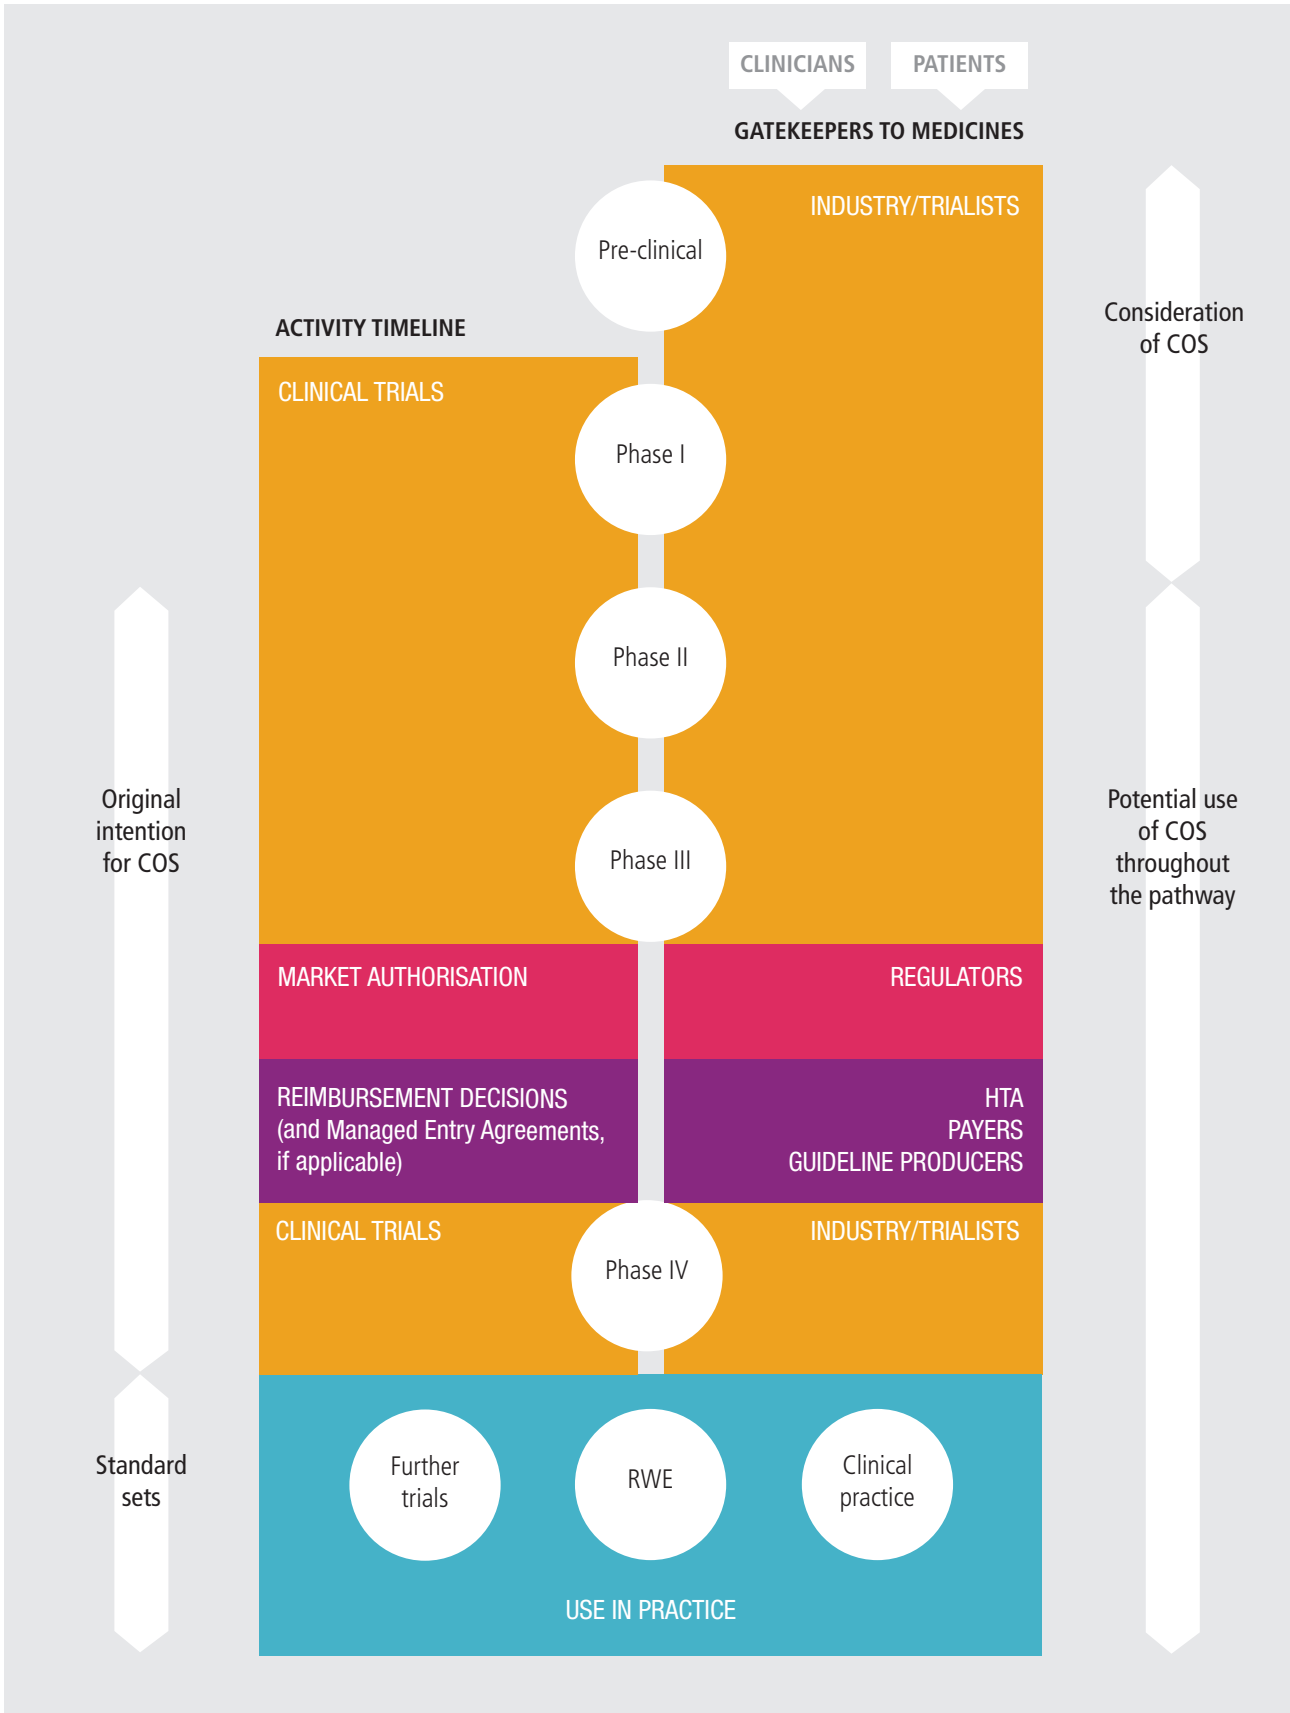 CLINICIANS
PATIENTS
GATEKEEPERS TO MEDICINES
INDUSTRY/TRIALISTS
Pre-clinical
Consideration
of COS
ACTIVITY TIMELINE
CLINICAL TRIALS
Phase I
Phase II
Original
intention
for COS
Phase III
Potential use
of COS
throughout
the pathway
MARKET AUTHORISATION
REGULATORS
REIMBURSEMENT DECISIONS
(and Managed Entry Agreements,
if applicable)
HTA
PAYERS
GUIDELINE PRODUCERS
CLINICAL TRIALS
INDUSTRY/TRIALISTS
Phase IV
Standard
sets
Further
trials
RWE
Clinical
practice
USE IN PRACTICE